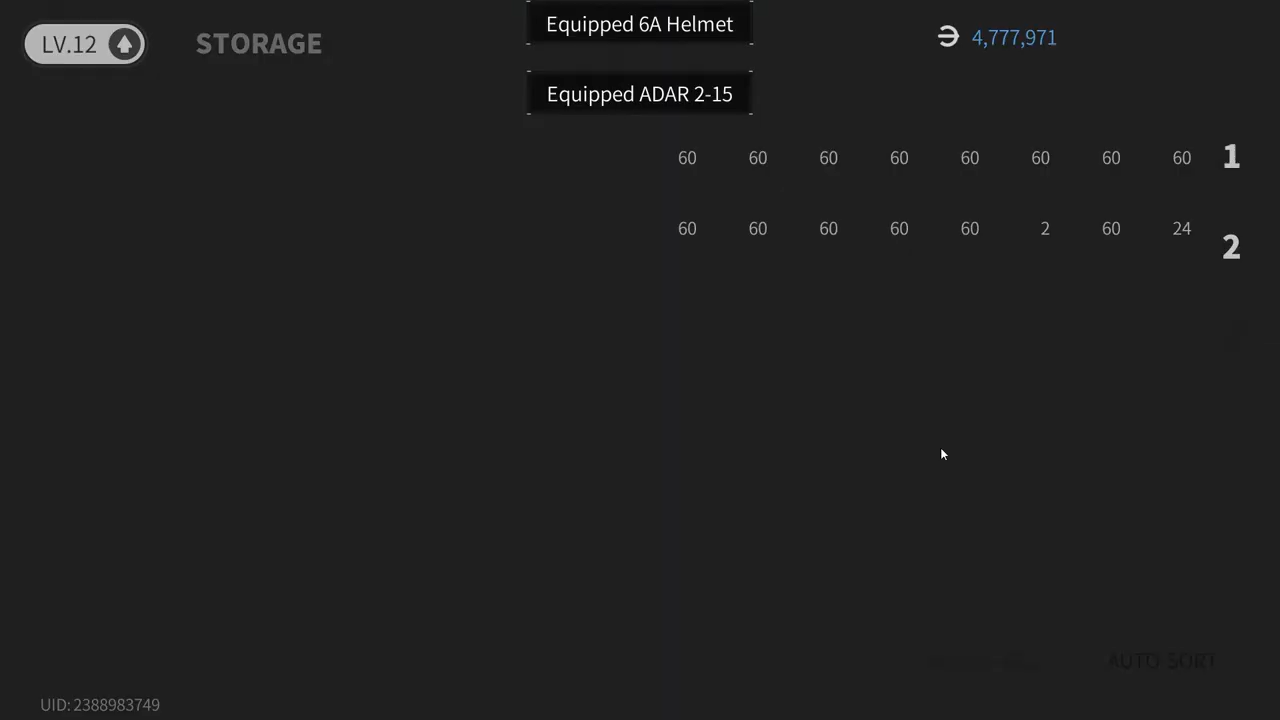 LV.12
STORAGE
Equipped 6A Helmet
4,777,971
Equipped ADAR 2-15
60 60 60 60 60 60 60 60 1
60 60 60 60 60 2 60 24
2
AUTO SORT
UID: 2388983749